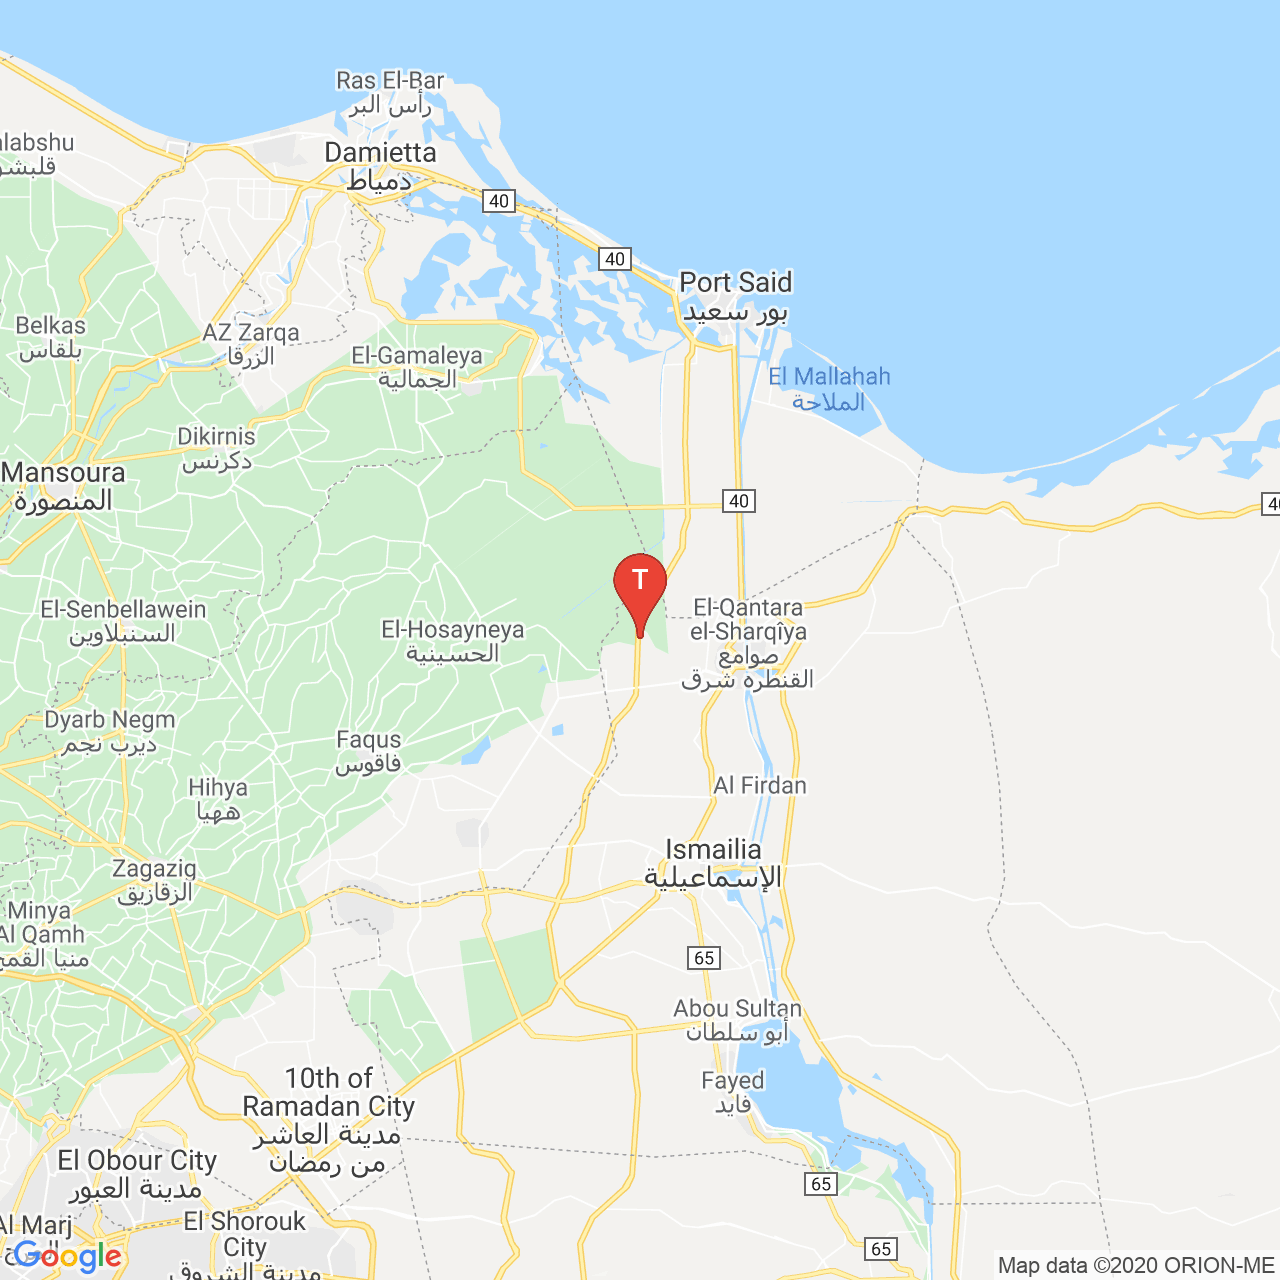 Ras El-Bar
رأس البر
Damietta
دمياط
قلبشو
40
40
Port Said
بور سعيد
Belkas
بلقاس
AZ Zarqa
الزرقا
El-Gamaleya
الجمالية
El Mallahah
الملاحة
Dikirnis
دكرنس
Mansoura
المنصورة
40
40
T
El-Senbellawein
السنبلاوين
El-Hosayneya
الحسينية
El-Qantara
el-Sharqîya
صوامع
القنطره شرق
Dyarb Negm
ديرب نجم
Faqus
فاقوس
Hihya
ههيا
Al Firdan
Ismailia
الإسماعيلية
Zagazig
الزقازيق
Minya
Al Qamh
منيا القمح
65
Abou Sultan
أبو سلطان
Fayed
فايد
10th of
Ramadan City
مدينة العاشر
من رمضان
El Obour City
مدينة العبور
65
Al Marj
المرج
El Shorouk
City
مدينة الشروق
65
Google
Map data ©2020 ORION-ME